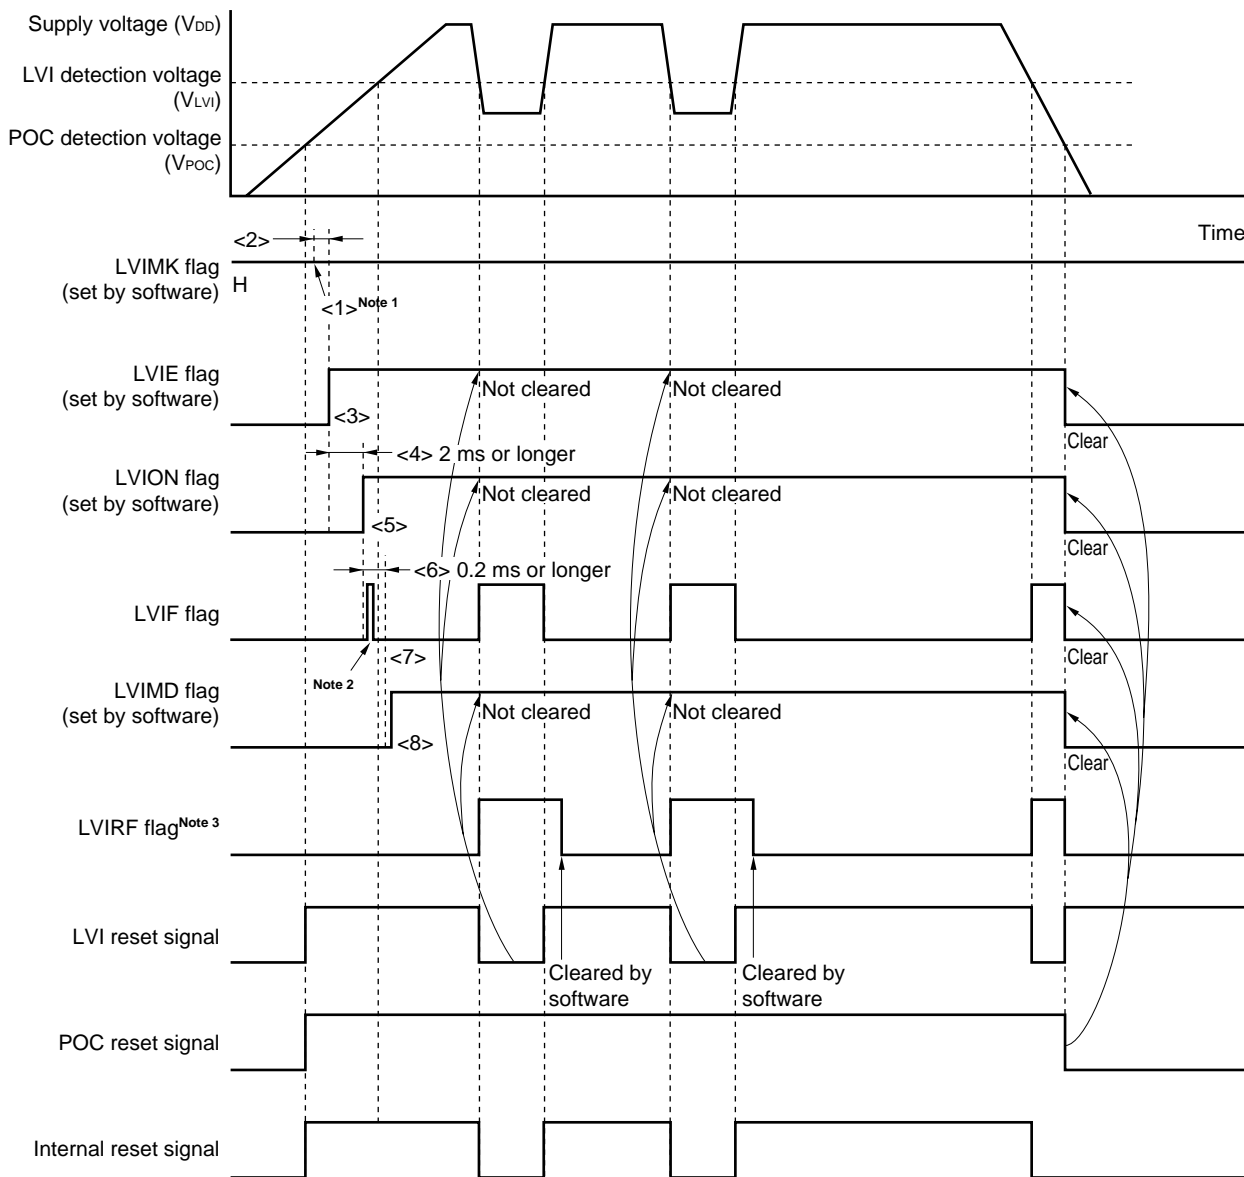 Supply voltage (VDD)
LVI detection voltage
(VLVI)
POC detection voltage
(VPOC)
Time
<2>
LVIMK flag
(set by software)
H
<1>Note 1
LVIE flag
(set by software)
Not cleared
Not cleared
<3>
Clear
<4> 2 ms or longer
LVION flag
(set by software)
Not cleared
Not cleared
<5>
Clear
<6> 0.2 ms or longer
LVIF flag
Note 2
<7>
Clear
LVIMD flag
(set by software)
Not cleared
Not cleared
<8>
Clear
LVIRF flagNote 3
LVI reset signal
Cleared by
software
Cleared by
software
POC reset signal
Internal reset signal